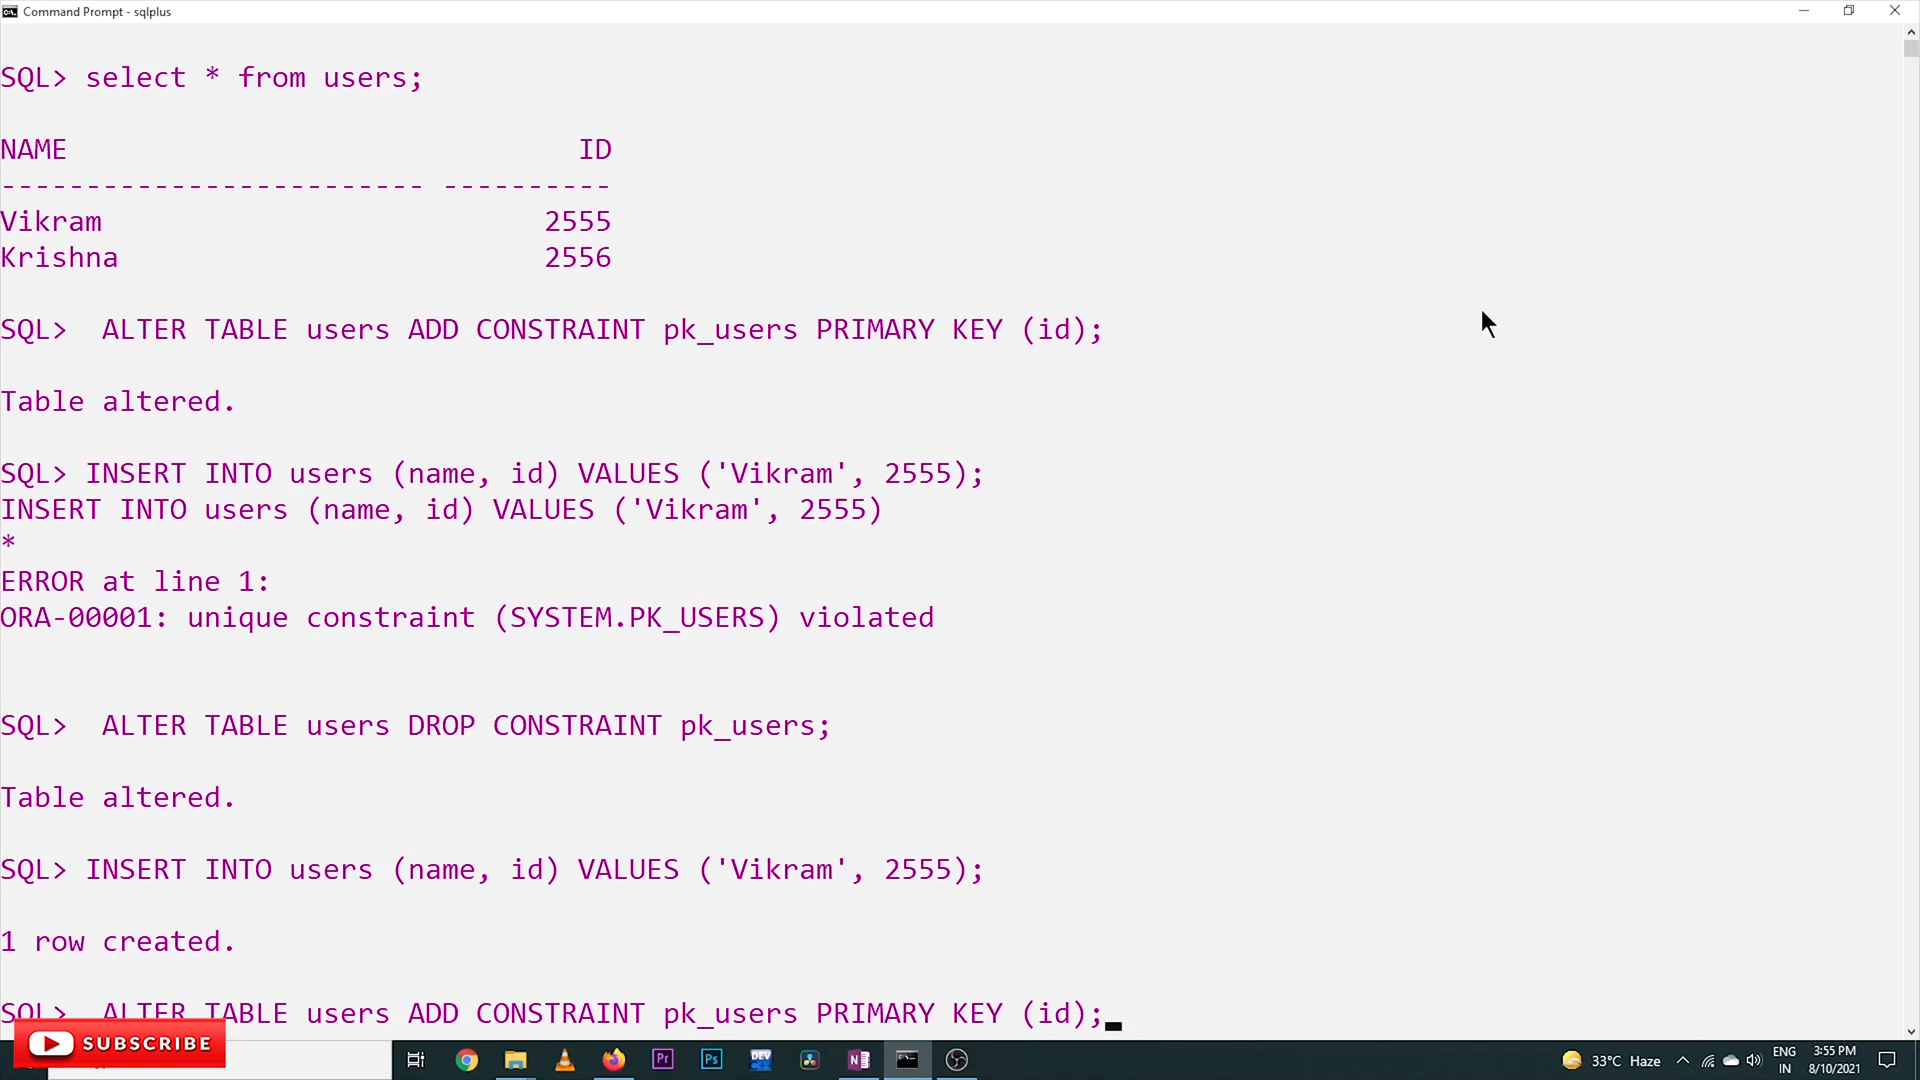 Command Prompt - sqlplus
SQL> select * from users;
NAME                               ID
------------------------- ----------
Vikram                           2555
Krishna                          2556
SQL>  ALTER TABLE users ADD CONSTRAINT pk_users PRIMARY KEY (id);
Table altered.
SQL> INSERT INTO users (name, id) VALUES ('Vikram', 2555);
INSERT INTO users (name, id) VALUES ('Vikram', 2555)
*
ERROR at line 1:
ORA-00001: unique constraint (SYSTEM.PK_USERS) violated
SQL>  ALTER TABLE users DROP CONSTRAINT pk_users;
Table altered.
SQL> INSERT INTO users (name, id) VALUES ('Vikram', 2555);
1 row created.
SQL>  ALTER TABLE users ADD CONSTRAINT pk_users PRIMARY KEY (id);
SUBSCRIBE
Pr
Ps
DEV
N
33°C Haze
ENG
IN
3:55 PM
8/10/2021